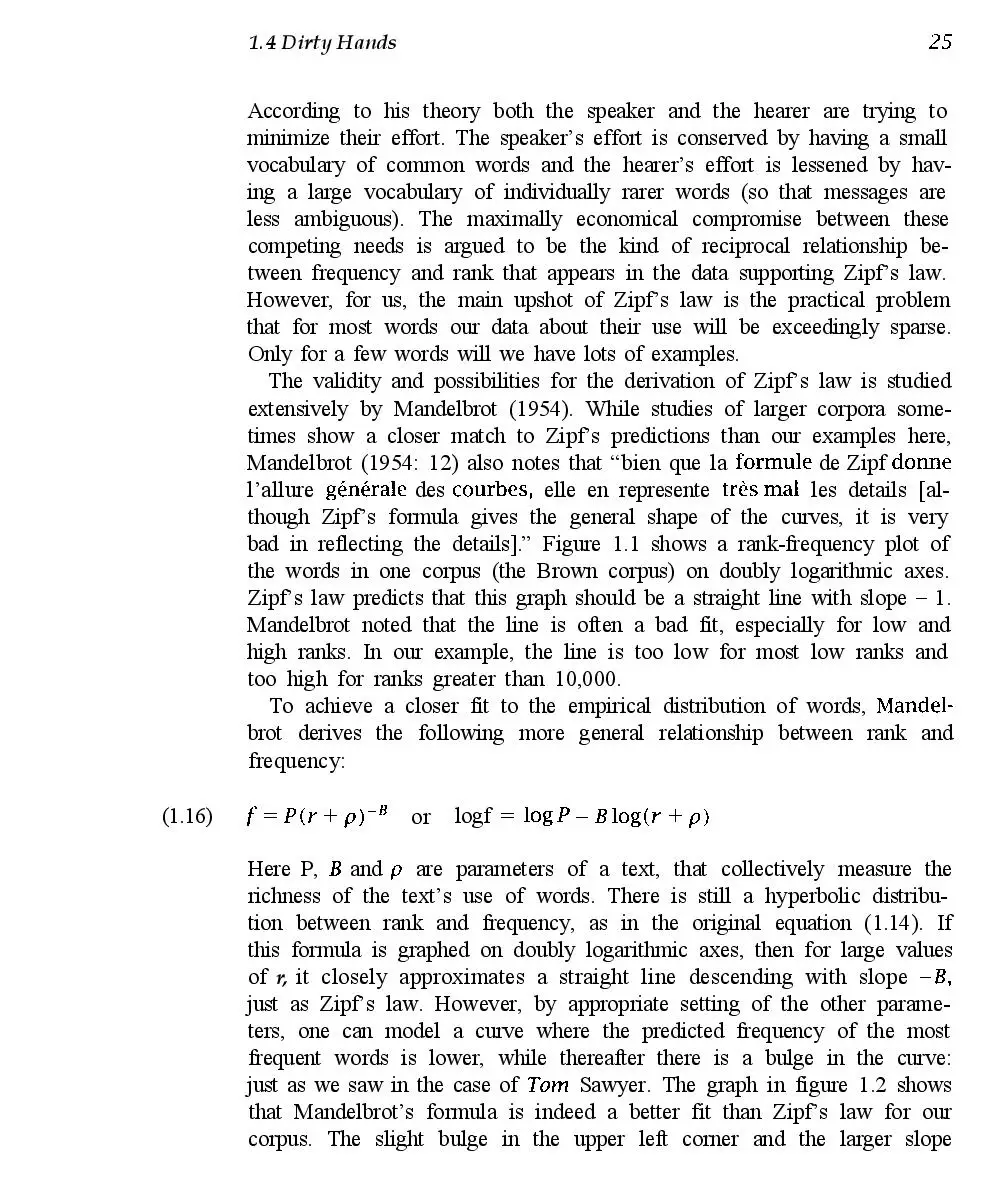 1.4 Dirty Hands 25
According to his theory both the speaker and the hearer are trying to
minimize their effort. The speaker's effort is conserved by having a small
vocabulary of common words and the hearer's effort is lessened by hav-
ing a large vocabulary of individually rarer words (so that messages are
less ambiguous). The maximally economical compromise between these
competing needs is argued to be the kind of reciprocal relationship be-
tween frequency and rank that appears in the data supporting Zipf's law.
However, for us, the main upshot of Zipf's law is the practical problem
that for most words our data about their use will be exceedingly sparse.
Only for a few words will we have lots of examples.
The validity and possibilities for the derivation of Zipf's law is studied
extensively by Mandelbrot (1954). While studies of larger corpora some-
times show a closer match to Zipf's predictions than our examples here,
Mandelbrot (1954: 12) also notes that “bien que la formule de Zipf donne
l'allure générale des courbes, elle en represente très mal les details [al-
though Zipf's formula gives the general shape of the curves, it is very
bad in reflecting the details].” Figure 1.1 shows a rank-frequency plot of
the words in one corpus (the Brown corpus) on doubly logarithmic axes.
Zipf's law predicts that this graph should be a straight line with slope – 1.
Mandelbrot noted that the line is often a bad fit, especially for low and
high ranks. In our example, the line is too low for most low ranks and
too high for ranks greater than 10,000.
To achieve a closer fit to the empirical distribution of words, Mandel-
brot derives the following more general relationship between rank and
frequency:
(1.16) f = P(r + ρ)^{-B} or logf = log P – B log(r + ρ)
Here P, B and ρ are parameters of a text, that collectively measure the
richness of the text's use of words. There is still a hyperbolic distribu-
tion between rank and frequency, as in the original equation (1.14). If
this formula is graphed on doubly logarithmic axes, then for large values
of r, it closely approximates a straight line descending with slope –B,
just as Zipf's law. However, by appropriate setting of the other parame-
ters, one can model a curve where the predicted frequency of the most
frequent words is lower, while thereafter there is a bulge in the curve:
just as we saw in the case of Tom Sawyer. The graph in figure 1.2 shows
that Mandelbrot's formula is indeed a better fit than Zipf's law for our
corpus. The slight bulge in the upper left corner and the larger slope